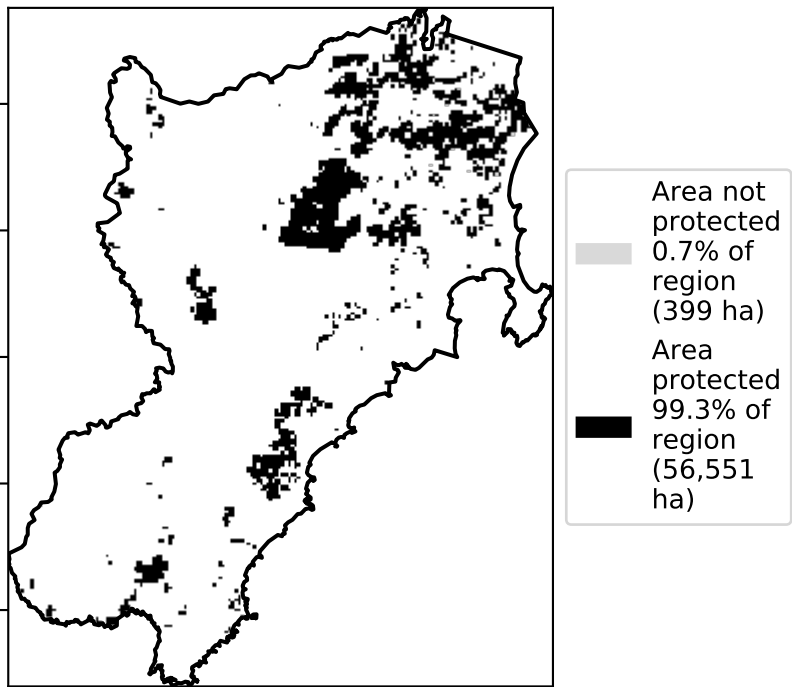 Area not
protected
0.7% of
region
(399 ha)
Area
protected
99.3% of
region
(56,551
ha)